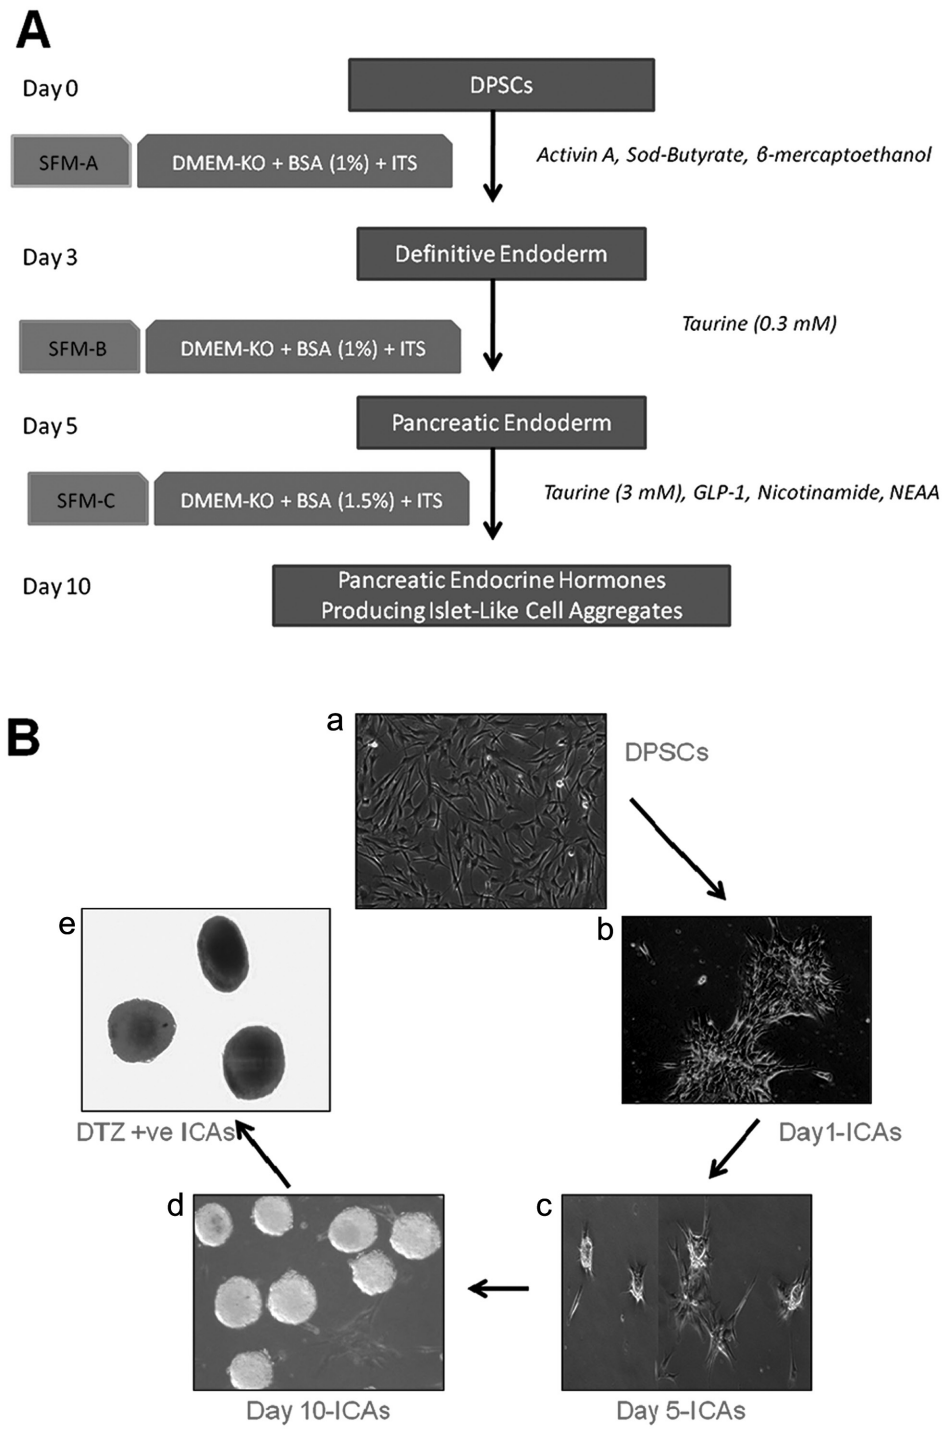 A
Day 0
DPSCs
SFM-A
DMEM-KO + BSA (1%) + ITS
Activin A, Sod-Butyrate, β-mercaptoethanol
Day 3
Definitive Endoderm
SFM-B
DMEM-KO + BSA (1%) + ITS
Taurine (0.3 mM)
Day 5
Pancreatic Endoderm
SFM-C
DMEM-KO + BSA (1.5%) + ITS
Taurine (3 mM), GLP-1, Nicotinamide, NEAA
Day 10
Pancreatic Endocrine Hormones
Producing Islet-Like Cell Aggregates
B
a
DPSCs
b
Day1-ICAs
c
Day 5-ICAs
d
Day 10-ICAs
e
DTZ +ve ICAs